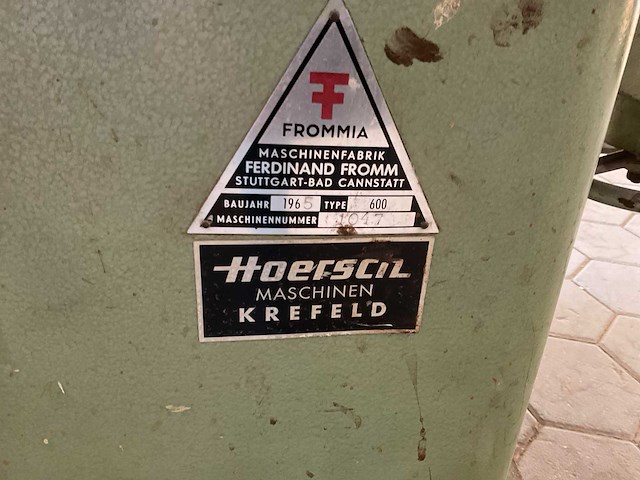 FROMMIA
MASCHINENFABRIK
FERDINAND FROMM
STUTTGART-BAD CANNSTATT
BAUJAHR 1965 TYPE 600
MASCHINENNUMMER
Hoersch
MASCHINEN
KREFELD